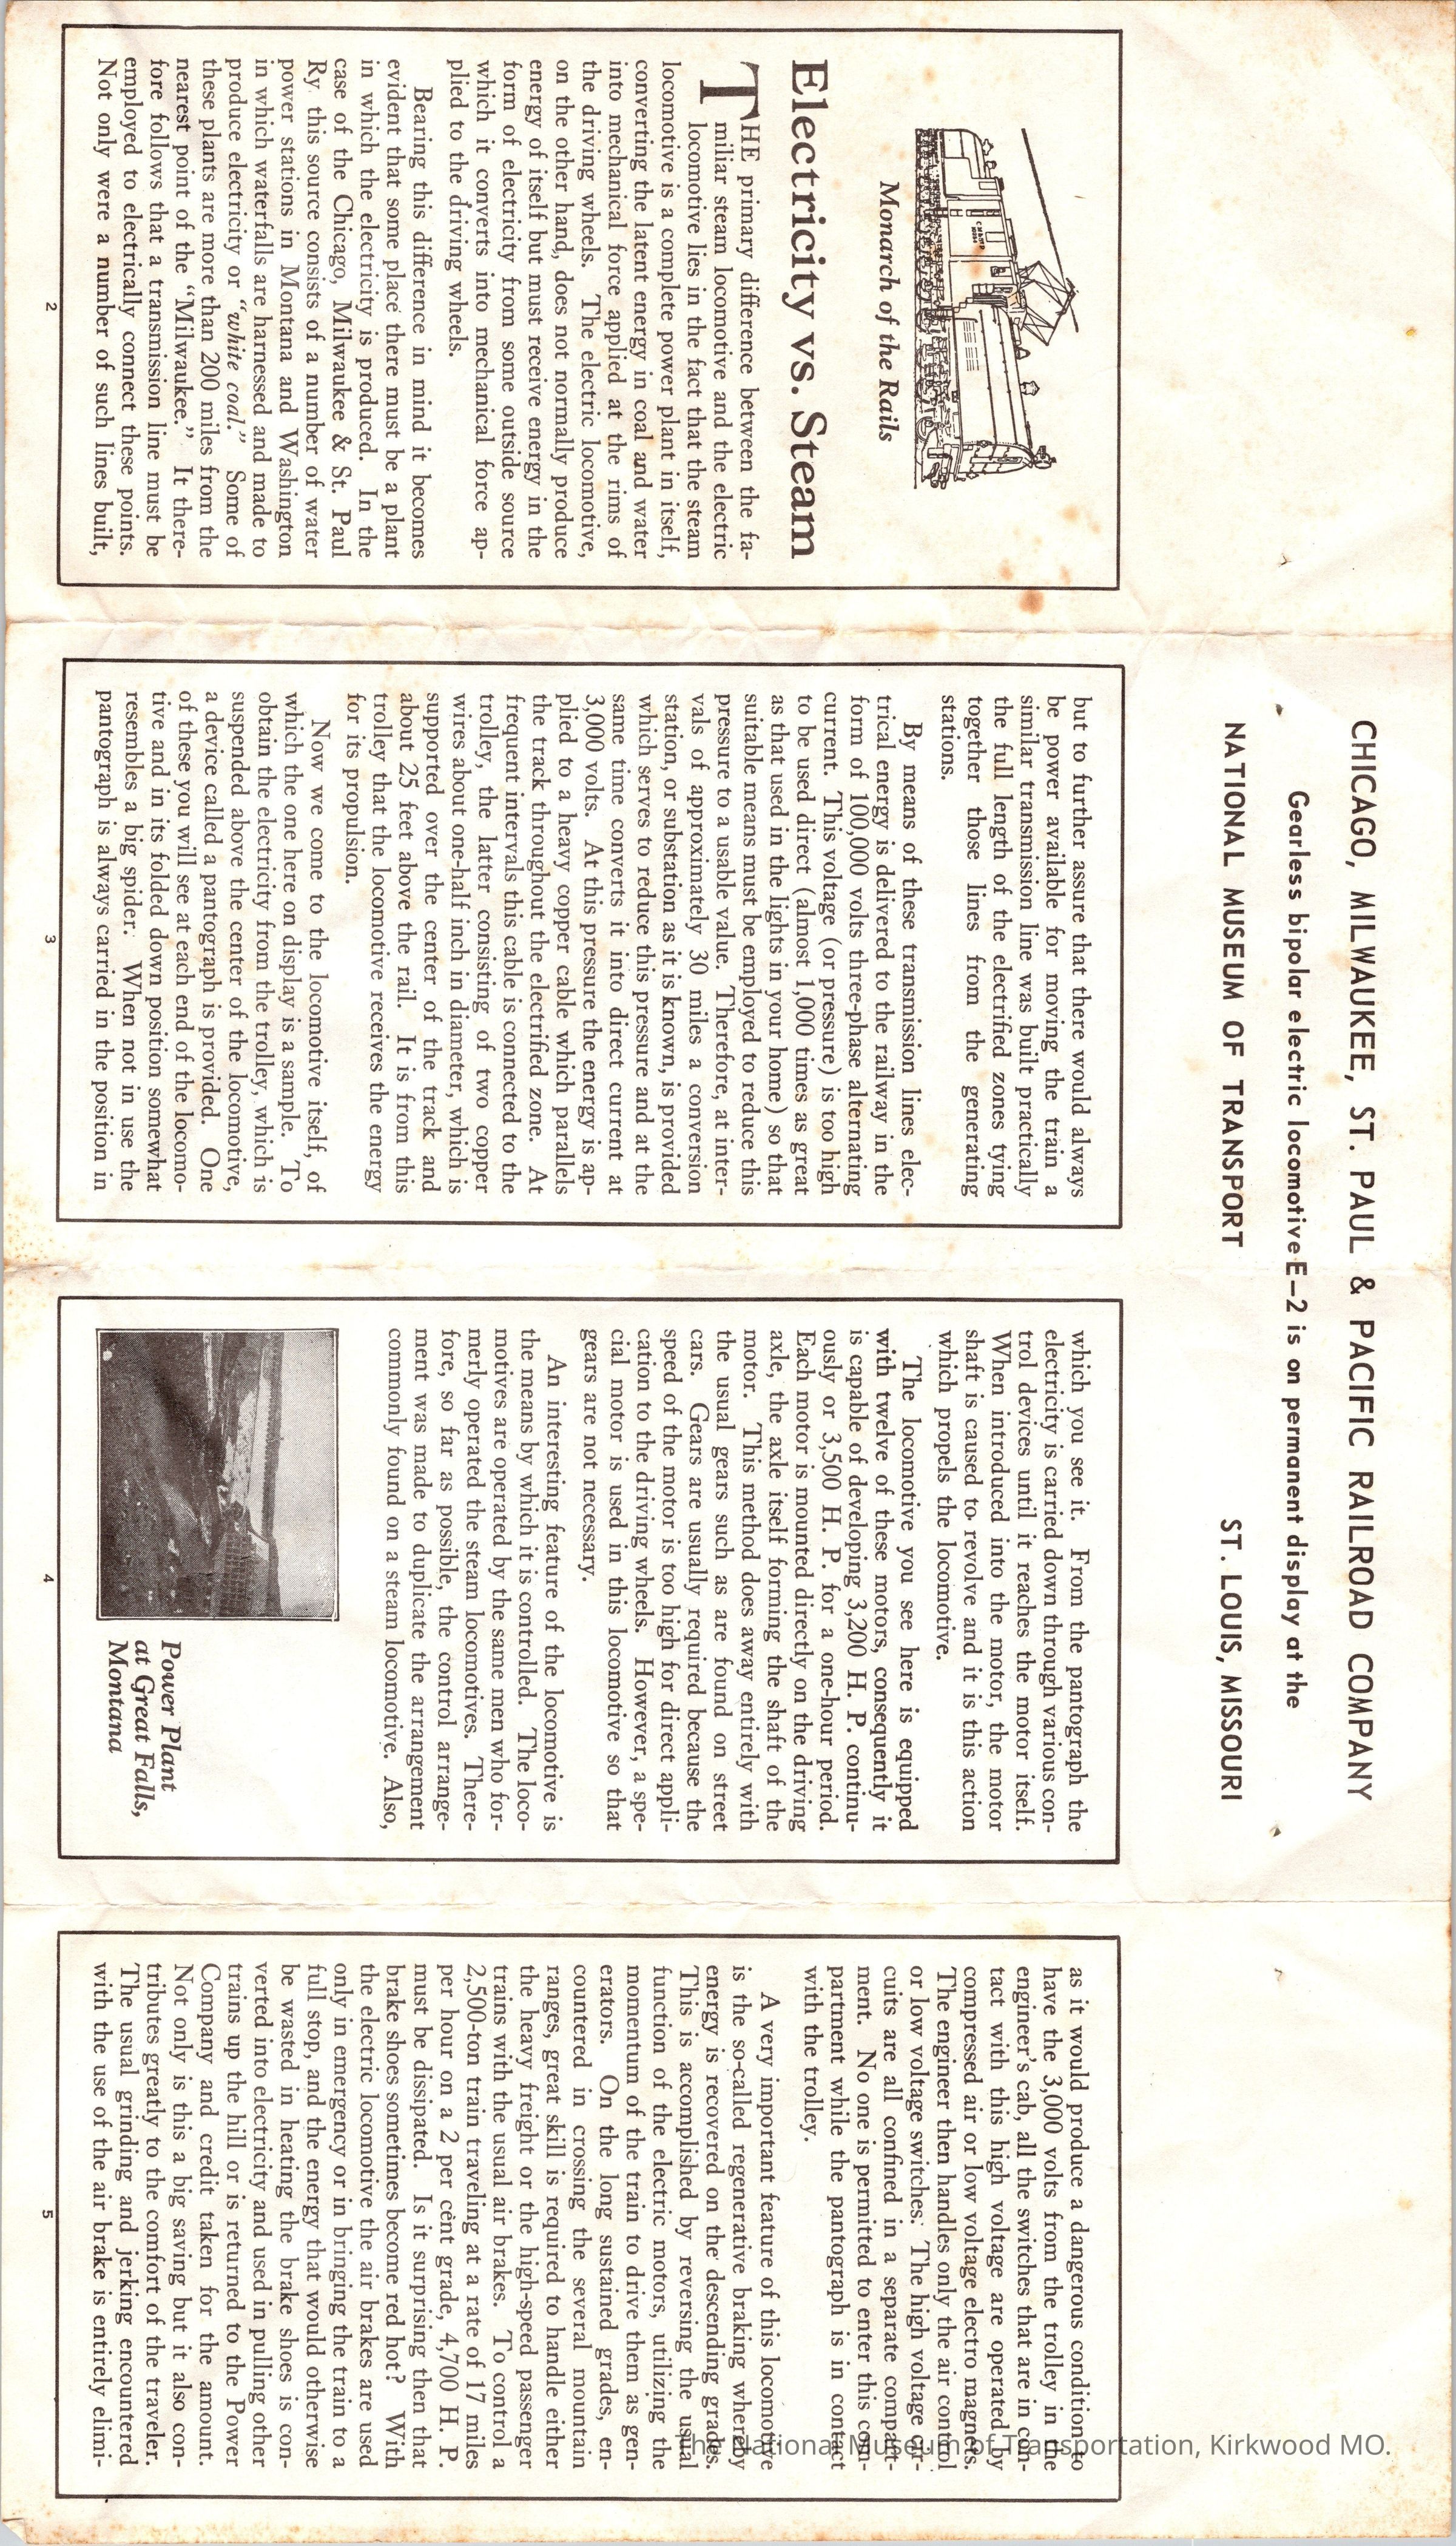 CHICAGO, MILWAUKEE, ST. PAUL & PACIFIC RAILROAD COMPANY
Gearless bipolar electric locomotive E–2 is on permanent display at the
NATIONAL MUSEUM OF TRANSPORT ST. LOUIS, MISSOURI
Monarch of the Rails
Electricity vs. Steam
THE primary difference between the fa-
miliar steam locomotive and the electric
locomotive lies in the fact that the steam
locomotive is a complete power plant in itself,
converting the latent energy in coal and water
into mechanical force applied at the rims of
the driving wheels. The electric locomotive,
on the other hand, does not normally produce
energy of itself but must receive energy in the
form of electricity from some outside source
which it converts into mechanical force ap-
plied to the driving wheels.
Bearing this difference in mind it becomes
evident that some place there must be a plant
in which the electricity is produced. In the
case of the Chicago, Milwaukee & St. Paul
Ry. this source consists of a number of water
power stations in Montana and Washington
in which waterfalls are harnessed and made to
produce electricity or “white coal.” Some of
these plants are more than 200 miles from the
nearest point of the “Milwaukee.” It there-
fore follows that a transmission line must be
employed to electrically connect these points.
Not only were a number of such lines built,
2
but to further assure that there would always
be power available for moving the train a
similar transmission line was built practically
the full length of the electrified zones tying
together those lines from the generating
stations.
By means of these transmission lines elec-
trical energy is delivered to the railway in the
form of 100,000 volts three-phase alternating
current. This voltage (or pressure) is too high
to be used direct (almost 1,000 times as great
as that used in the lights in your home) so that
suitable means must be employed to reduce this
pressure to a usable value. Therefore, at inter-
vals of approximately 30 miles a conversion
station, or substation as it is known, is provided
which serves to reduce this pressure and at the
same time converts it into direct current at
3,000 volts. At this pressure the energy is ap-
plied to a heavy copper cable which parallels
the track throughout the electrified zone. At
frequent intervals this cable is connected to the
trolley, the latter consisting of two copper
wires about one-half inch in diameter, which is
supported over the center of the track and
about 25 feet above the rail. It is from this
trolley that the locomotive receives the energy
for its propulsion.
Now we come to the locomotive itself, of
which the one here on display is a sample. To
obtain the electricity from the trolley, which is
suspended above the center of the locomotive,
a device called a pantograph is provided. One
of these you will see at each end of the locomo-
tive and in its folded down position somewhat
resembles a big spider. When not in use the
pantograph is always carried in the position in
3
which you see it. From the pantograph the
electricity is carried down through various con-
trol devices until it reaches the motor itself.
When introduced into the motor, the motor
shaft is caused to revolve and it is this action
which propels the locomotive.
The locomotive you see here is equipped
with twelve of these motors, consequently it
is capable of developing 3,200 H. P. continu-
ously or 3,500 H. P. for a one-hour period.
Each motor is mounted directly on the driving
axle, the axle itself forming the shaft of the
motor. This method does away entirely with
the usual gears such as are found on street
cars. Gears are usually required because the
speed of the motor is too high for direct appli-
cation to the driving wheels. However, a spe-
cial motor is used in this locomotive so that
gears are not necessary.
An interesting feature of the locomotive is
the means by which it is controlled. The loco-
motives are operated by the same men who for-
merly operated the steam locomotives. There-
fore, so far as possible, the control arrange-
ment was made to duplicate the arrangement
commonly found on a steam locomotive. Also,
Power Plant
at Great Falls,
Montana
4
as it would produce a dangerous condition to
have the 3,000 volts from the trolley in the
engineer's cab, all the switches that are in con-
tact with this high voltage are operated by
compressed air or low voltage electro magnets.
The engineer then handles only the air control
or low voltage switches. The high voltage cir-
cuits are all confined in a separate compart-
ment. No one is permitted to enter this com-
partment while the pantograph is in contact
with the trolley.
A very important feature of this locomotive
is the so-called regenerative braking whereby
energy is recovered on the descending grades.
This is accomplished by reversing the usual
function of the electric motors, utilizing the
momentum of the train to drive them as gen-
erators. On the long sustained grades, en-
countered in crossing the several mountain
ranges, great skill is required to handle either
the heavy freight or the high-speed passenger
trains with the usual air brakes. To control a
2,500-ton train traveling at a rate of 17 miles
per hour on a 2 per cent grade, 4,700 H. P.
must be dissipated. Is it surprising then that
brake shoes sometimes become red hot? With
the electric locomotive the air brakes are used
only in emergency or in bringing the train to a
full stop, and the energy that would otherwise
be wasted in heating the brake shoes is con-
verted into electricity and used in pulling other
trains up the hill or is returned to the Power
Company and credit taken for the amount.
Not only is this a big saving but it also con-
tributes greatly to the comfort of the traveler.
The usual grinding and jerking encountered
with the use of the air brake is entirely elimi-
5
The National Museum of Transportation, Kirkwood MO.